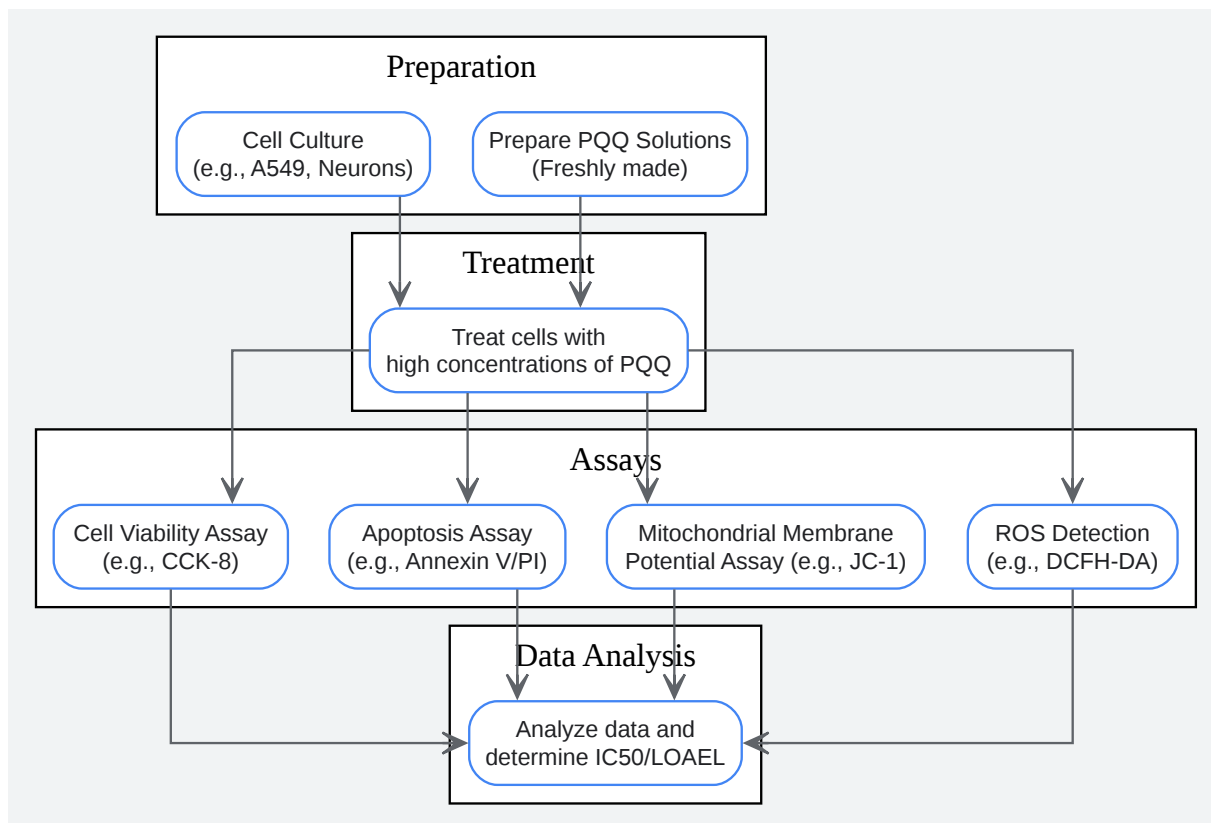 Preparation
Cell Culture
(e.g., A549, Neurons)
Prepare PQQ Solutions
(Freshly made)
Treatment
Treat cells with
high concentrations of PQQ
Assays
Cell Viability Assay
(e.g., CCK-8)
Apoptosis Assay
(e.g., Annexin V/PI)
Mitochondrial Membrane
Potential Assay (e.g., JC-1)
ROS Detection
(e.g., DCFH-DA)
Data Analysis
Analyze data and
determine IC50/LOAEL